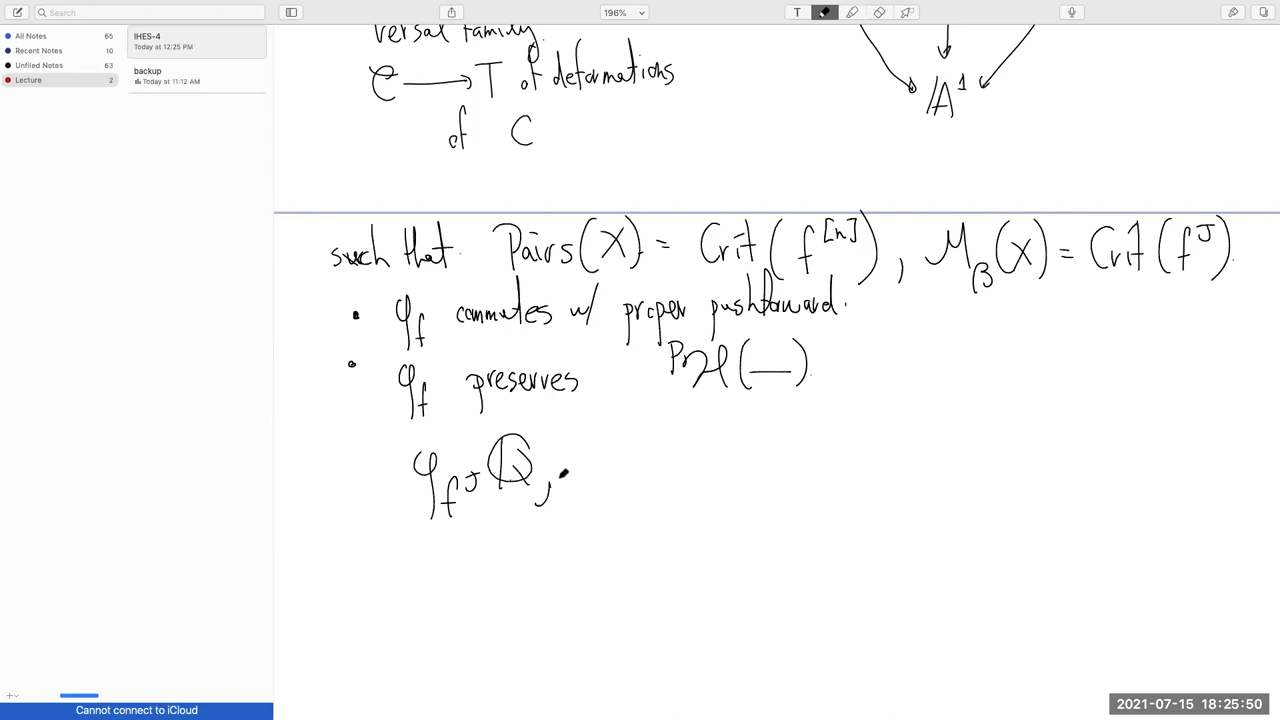 Search
196%
T
All Notes 65
Recent Notes 10
Unfiled Notes 63
Lecture 2
IHES-4
Today at 12:25 PM
backup
Today at 11:12 AM
versal family
𝒞 ⟶ T of deformations
of C
𝔸¹
such that Pairs(X) = Crit(f^{[n]}), M_β(X) = Crit(f^J).
• φ_f commutes w/ proper pushforward.
• φ_f preserves ᵖℋ(—).
φ_{f^J} ℚ,
Cannot connect to iCloud
2021-07-15 18:25:50